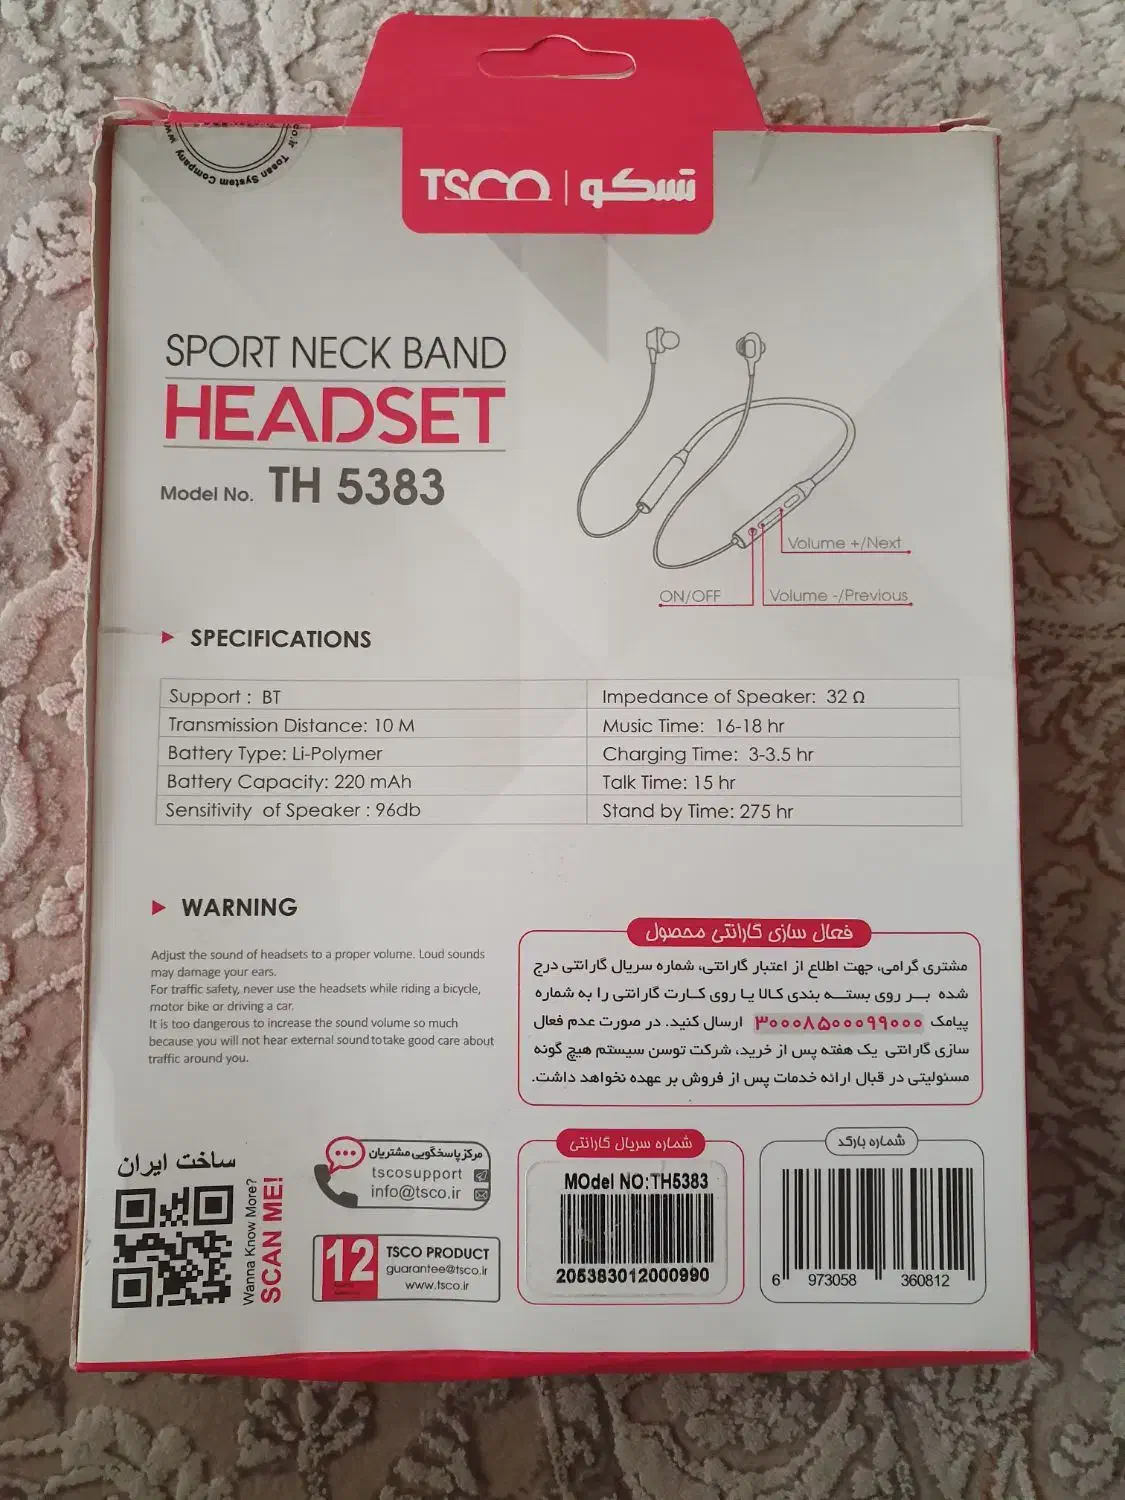 www.
co.ir Tosan System Company
TSCO | تسکو
SPORT NECK BAND
HEADSET
Model No. TH 5383
Volume +/Next
ON/OFF
Volume -/Previous
SPECIFICATIONS
Support : BT
Impedance of Speaker: 32 Ω
Transmission Distance: 10 M
Music Time: 16-18 hr
Battery Type: Li-Polymer
Charging Time: 3-3.5 hr
Battery Capacity: 220 mAh
Talk Time: 15 hr
Sensitivity of Speaker : 96db
Stand by Time: 275 hr
WARNING
Adjust the sound of headsets to a proper volume. Loud sounds
may damage your ears.
For traffic safety, never use the headsets while riding a bicycle,
motor bike or driving a car.
It is too dangerous to increase the sound volume so much
because you will not hear external sound totake good care about
traffic around you.
فعال سازی گارانتی محصول
مشتری گرامی، جهت اطلاع از اعتبار گارانتی، شماره سریال گارانتی درج
شده بر روی بسته بندی کالا یا روی کارت گارانتی را به شماره
پیامک ۳۰۰۰۸۵۰۰۰۹۹۰۰۰ ارسال کنید. در صورت عدم فعال
سازی گارانتی یک هفته پس از خرید، شرکت توسن سیستم هیچ گونه
مسئولیتی در قبال ارائه خدمات پس از فروش بر عهده نخواهد داشت.
ساخت ایران
Wanna Know More?
SCAN ME!
مرکز پاسخگویی مشتریان
tscosupport
info@tsco.ir
12
TSCO PRODUCT
guarantee@tsco.ir
www.tsco.ir
شماره سریال گارانتی
MOdel NO:TH5383
205383012000990
شماره بارکد
6 973058 360812